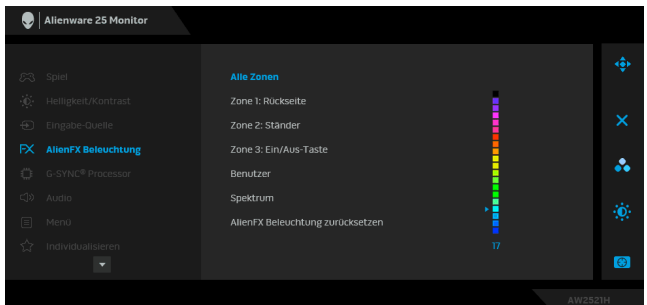 Alienware 25 Monitor
Spiel
Helligkeit/Kontrast
Eingabe-Quelle
FX AlienFX Beleuchtung
G-SYNC® Processor
Audio
Menü
Individualisieren
Alle Zonen
Zone 1: Rückseite
Zone 2: Ständer
Zone 3: Ein/Aus-Taste
Benutzer
Spektrum
AlienFX Beleuchtung zurücksetzen
17
AW2521H